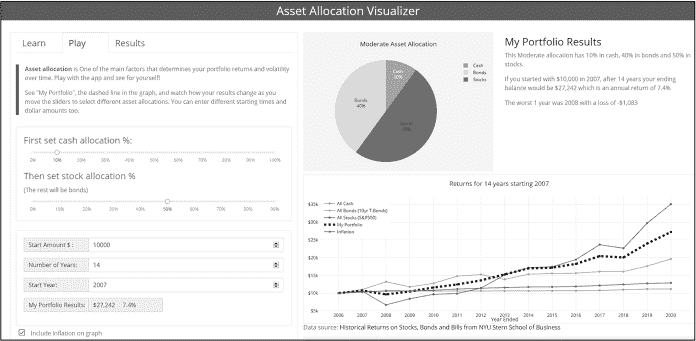 Asset Allocation Visualizer
Learn
Play
Results
Asset allocation is One of the main factors that determines your portfolio returns and volatility
over time. Play with the app and see for yourself!
See "My Portfolio", the dashed line in the graph, and watch how your results change as you
move the sliders to select different asset allocations. You can enter different starting times and
dollar amounts too.
First set cash allocation %:
0% 10% 20% 30% 40% 50% 60% 70% 80% 90% 100%
Then set stock allocation %
(The rest will be bonds)
0% 10% 20% 30% 40% 50% 60% 70% 80% 90%
Start Amount $ : 10000
Number of Years: 14
Start Year: 2007
My Portfolio Results: $27,242 7.4%
Include Inflation on graph
Moderate Asset Allocation
Cash
10%
Bonds
40%
Stocks
50%
Cash
Bonds
Stocks
My Portfolio Results
This Moderate allocation has 10% in cash, 40% in bonds and 50% in
stocks.
If you started with $10,000 in 2007, after 14 years your ending
balance would be $27,242 which is an annual return of 7.4%
The worst 1 year was 2008 with a loss of -$1,083
Returns for 14 years starting 2007
$35k
$30k
$25k
$20k
$15k
$10k
$5k
All Cash
All Bonds (10yr T-Bonds)
All Stocks (S&P500)
My Portfolio
Inflation
2006 2007 2008 2009 2010 2011 2012 2013 2014 2015 2016 2017 2018 2019 2020
Year Ended
Data source: Historical Returns on Stocks, Bonds and Bills from NYU Stern School of Business